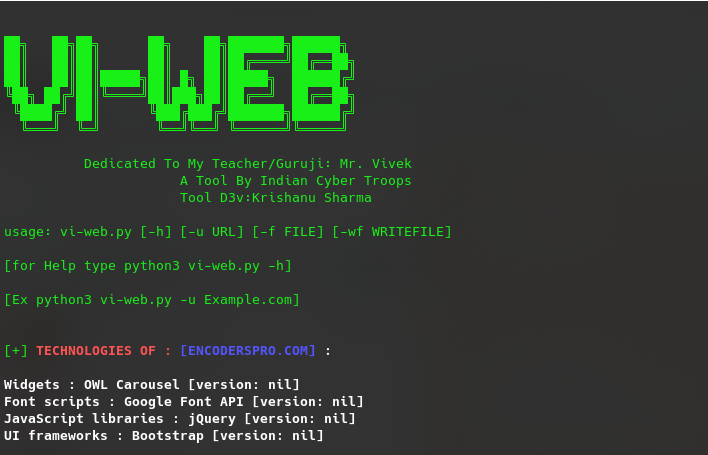 VI-WEB
Dedicated To My Teacher/Guruji: Mr. Vivek
A Tool By Indian Cyber Troops
Tool D3v:Krishanu Sharma
usage: vi-web.py [-h] [-u URL] [-f FILE] [-wf WRITEFILE]
[for Help type python3 vi-web.py -h]
[Ex python3 vi-web.py -u Example.com]
[+] TECHNOLOGIES OF : [ENCODERSPRO.COM] :
Widgets : OWL Carousel [version: nil]
Font scripts : Google Font API [version: nil]
JavaScript libraries : jQuery [version: nil]
UI frameworks : Bootstrap [version: nil]